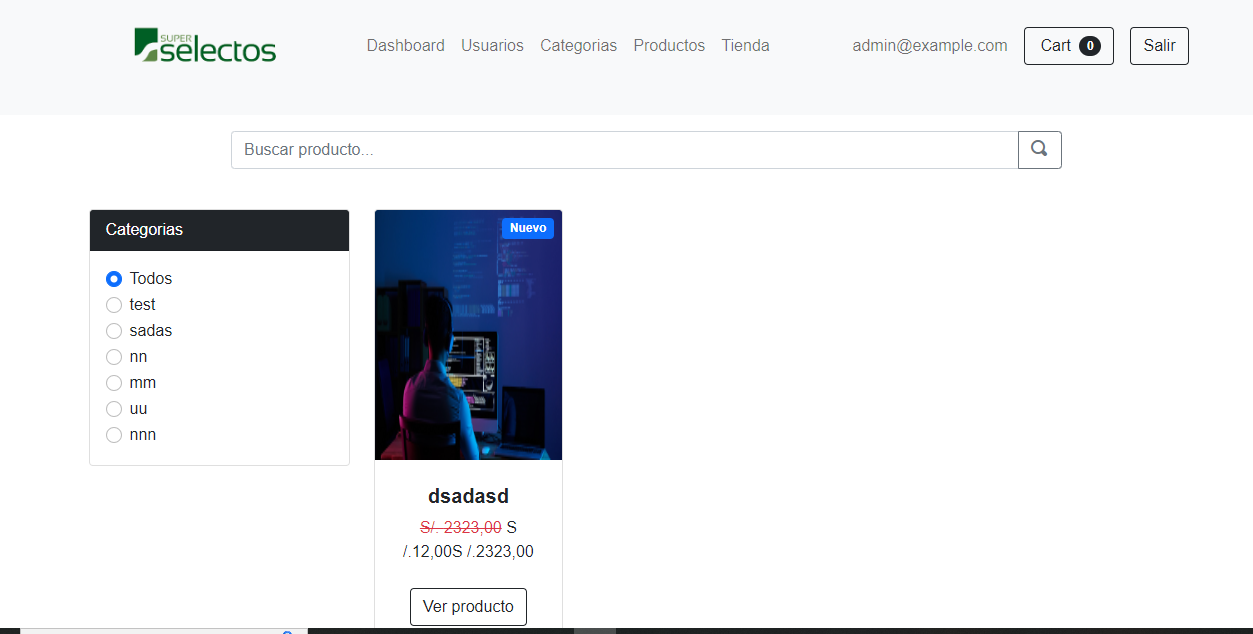 SUPER
selectos
Dashboard Usuarios Categorias Productos Tienda admin@example.com Cart 0 Salir
Buscar producto...
Categorias
Todos
test
sadas
nn
mm
uu
nnn
Nuevo
dsadasd
S/. 2323,00 S
/.12,00S /.2323,00
Ver producto